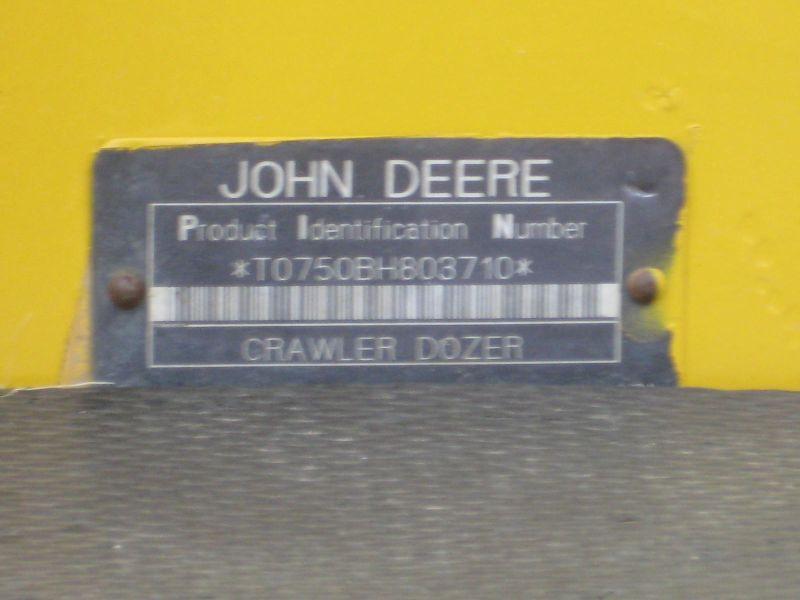 JOHN DEERE
Product Identification Number
*T0750BH803710*
CRAWLER DOZER